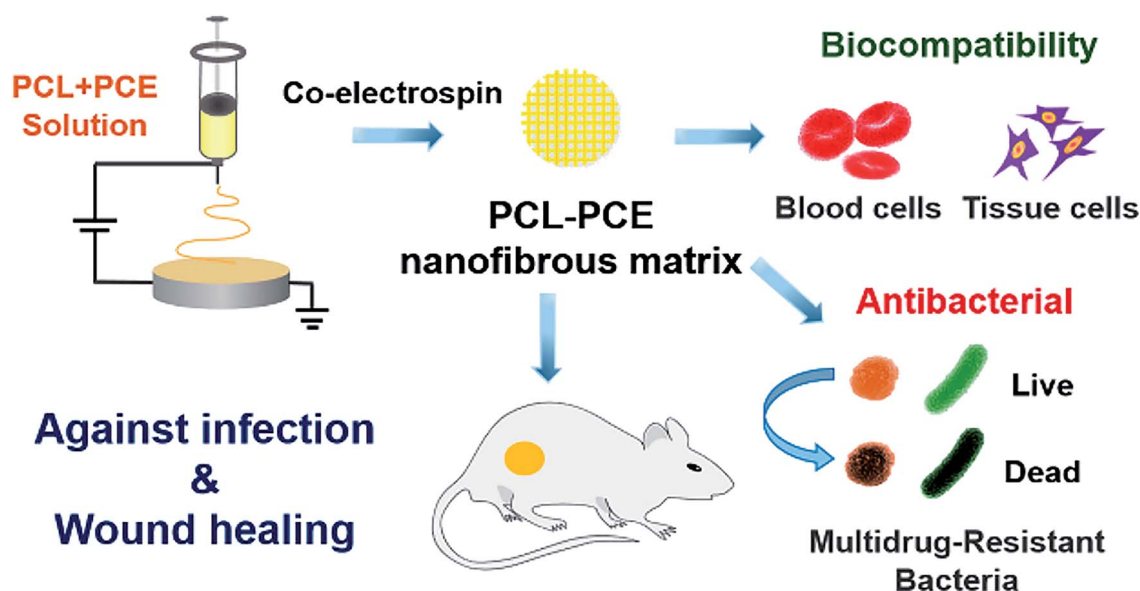 PCL+PCE
Solution
Co-electrospin
PCL-PCE
nanofibrous matrix
Biocompatibility
Blood cells
Tissue cells
Antibacterial
Live
Dead
Multidrug-Resistant
Bacteria
Against infection
&
Wound healing